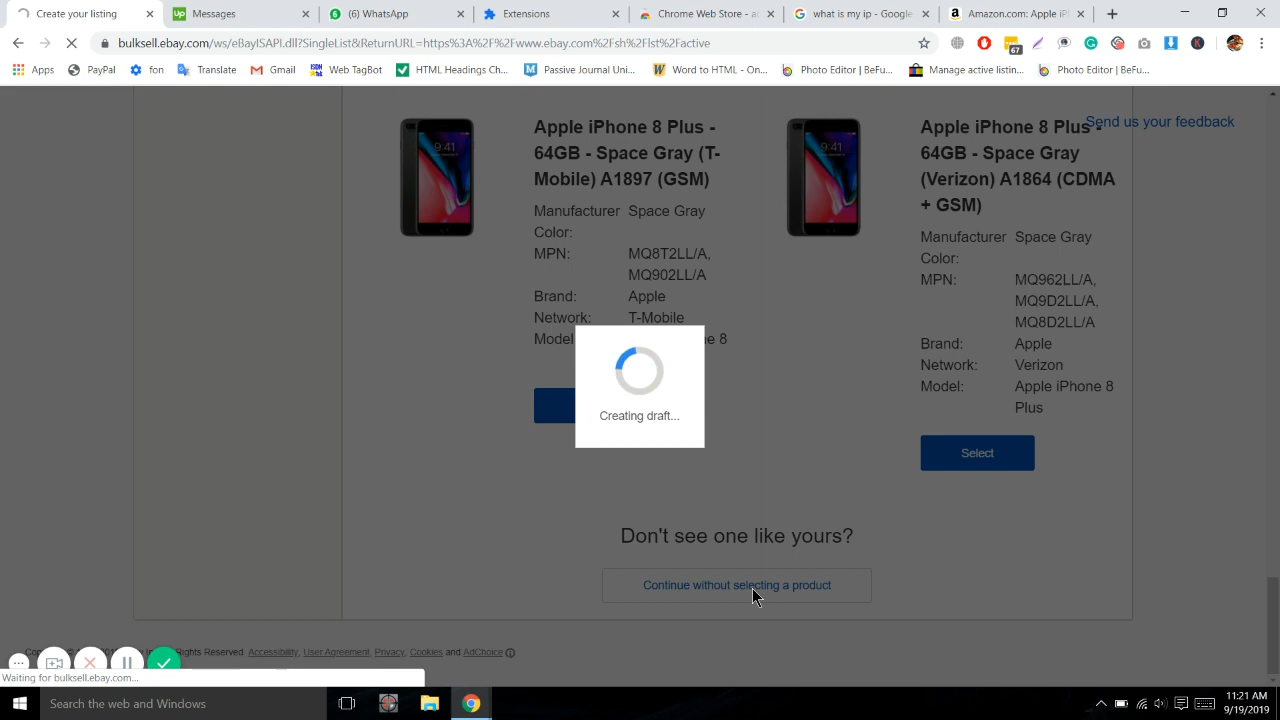 Create your listing
Messages
(6) WhatsApp
Extensions
Chrome Web Store - a
what is my ip - Google
Amazon.com: Apple iP
bulksell.ebay.com/ws/eBayISAPI.dll?SingleList&ReturnURL=https%3A%2F%2Fwww.ebay.com%2Fsh%2Flst%2Factive
67
Apps
PayPal
fon
Translate
Gmail
Web TagBot
HTML Headings Ch...
Passive Journal Uni...
Word to HTML - On...
Photo Editor | BeFu...
Manage active listin...
Photo Editor | BeFu...
Send us your feedback
Apple iPhone 8 Plus -
64GB - Space Gray (T-
Mobile) A1897 (GSM)
Manufacturer Space Gray
Color:
MPN: MQ8T2LL/A,
MQ902LL/A
Brand: Apple
Network: T-Mobile
Model ne 8
Apple iPhone 8 Plus -
64GB - Space Gray
(Verizon) A1864 (CDMA
+ GSM)
Manufacturer Space Gray
Color:
MPN: MQ962LL/A,
MQ9D2LL/A,
MQ8D2LL/A
Brand: Apple
Network: Verizon
Model: Apple iPhone 8
Plus
Select
Creating draft...
Don't see one like yours?
Continue without selecting a product
Rights Reserved Accessibility, User Agreement, Privacy, Cookies and AdChoice
Waiting for bulksell.ebay.com...
Search the web and Windows
11:21 AM
9/19/2019